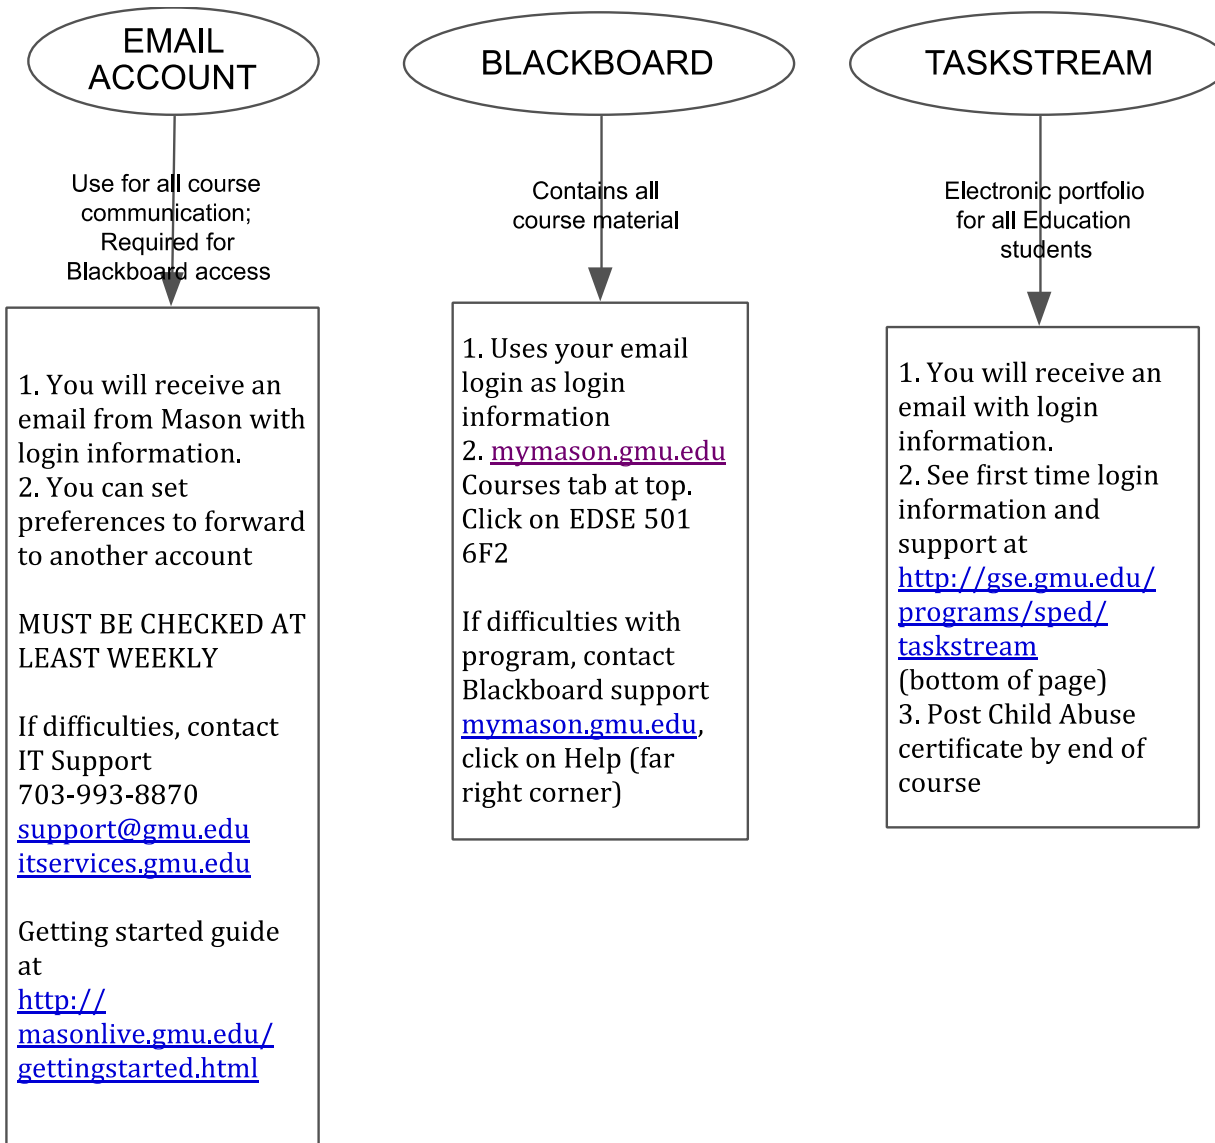 EMAIL
ACCOUNT
Use for all course
communication;
Required for
Blackboard access
1. You will receive an
email from Mason with
login information.
2. You can set
preferences to forward
to another account
MUST BE CHECKED AT
LEAST WEEKLY
If difficulties, contact
IT Support
703-993-8870
support@gmu.edu
itservices.gmu.edu
Getting started guide
at
http://
masonlive.gmu.edu/
gettingstarted.html
BLACKBOARD
Contains all
course material
1. Uses your email
login as login
information
2. mymason.gmu.edu
Courses tab at top.
Click on EDSE 501
6F2
If difficulties with
program, contact
Blackboard support
mymason.gmu.edu,
click on Help (far
right corner)
TASKSTREAM
Electronic portfolio
for all Education
students
1. You will receive an
email with login
information.
2. See first time login
information and
support at
http://gse.gmu.edu/
programs/sped/
taskstream
(bottom of page)
3. Post Child Abuse
certificate by end of
course